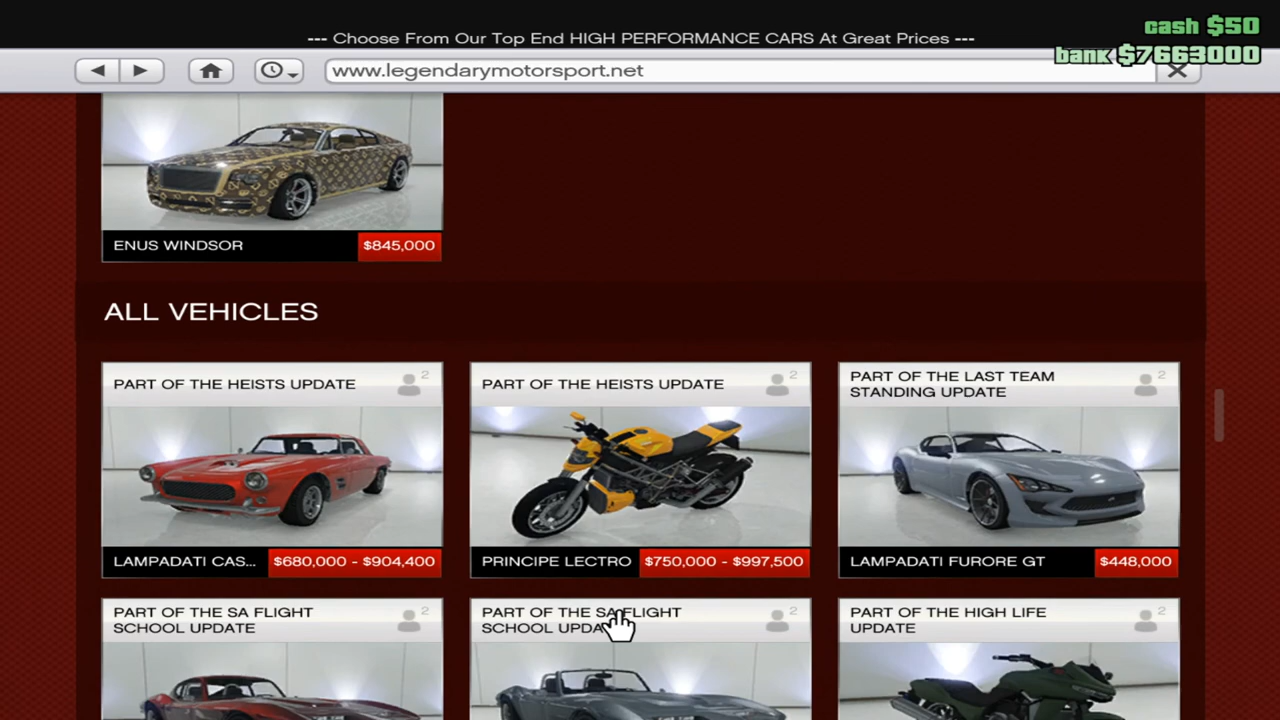 cash $50
--- Choose From Our Top End HIGH PERFORMANCE CARS At Great Prices ---
bank $7663000
www.legendarymotorsport.net
ENUS WINDSOR
$845,000
ALL VEHICLES
PART OF THE HEISTS UPDATE
2
PART OF THE HEISTS UPDATE
2
PART OF THE LAST TEAM
STANDING UPDATE
2
LAMPADATI CAS...
$680,000 - $904,400
PRINCIPE LECTRO
$750,000 - $997,500
LAMPADATI FURORE GT
$448,000
PART OF THE SA FLIGHT
SCHOOL UPDATE
2
PART OF THE SA FLIGHT
SCHOOL UPDA
2
PART OF THE HIGH LIFE
UPDATE
2